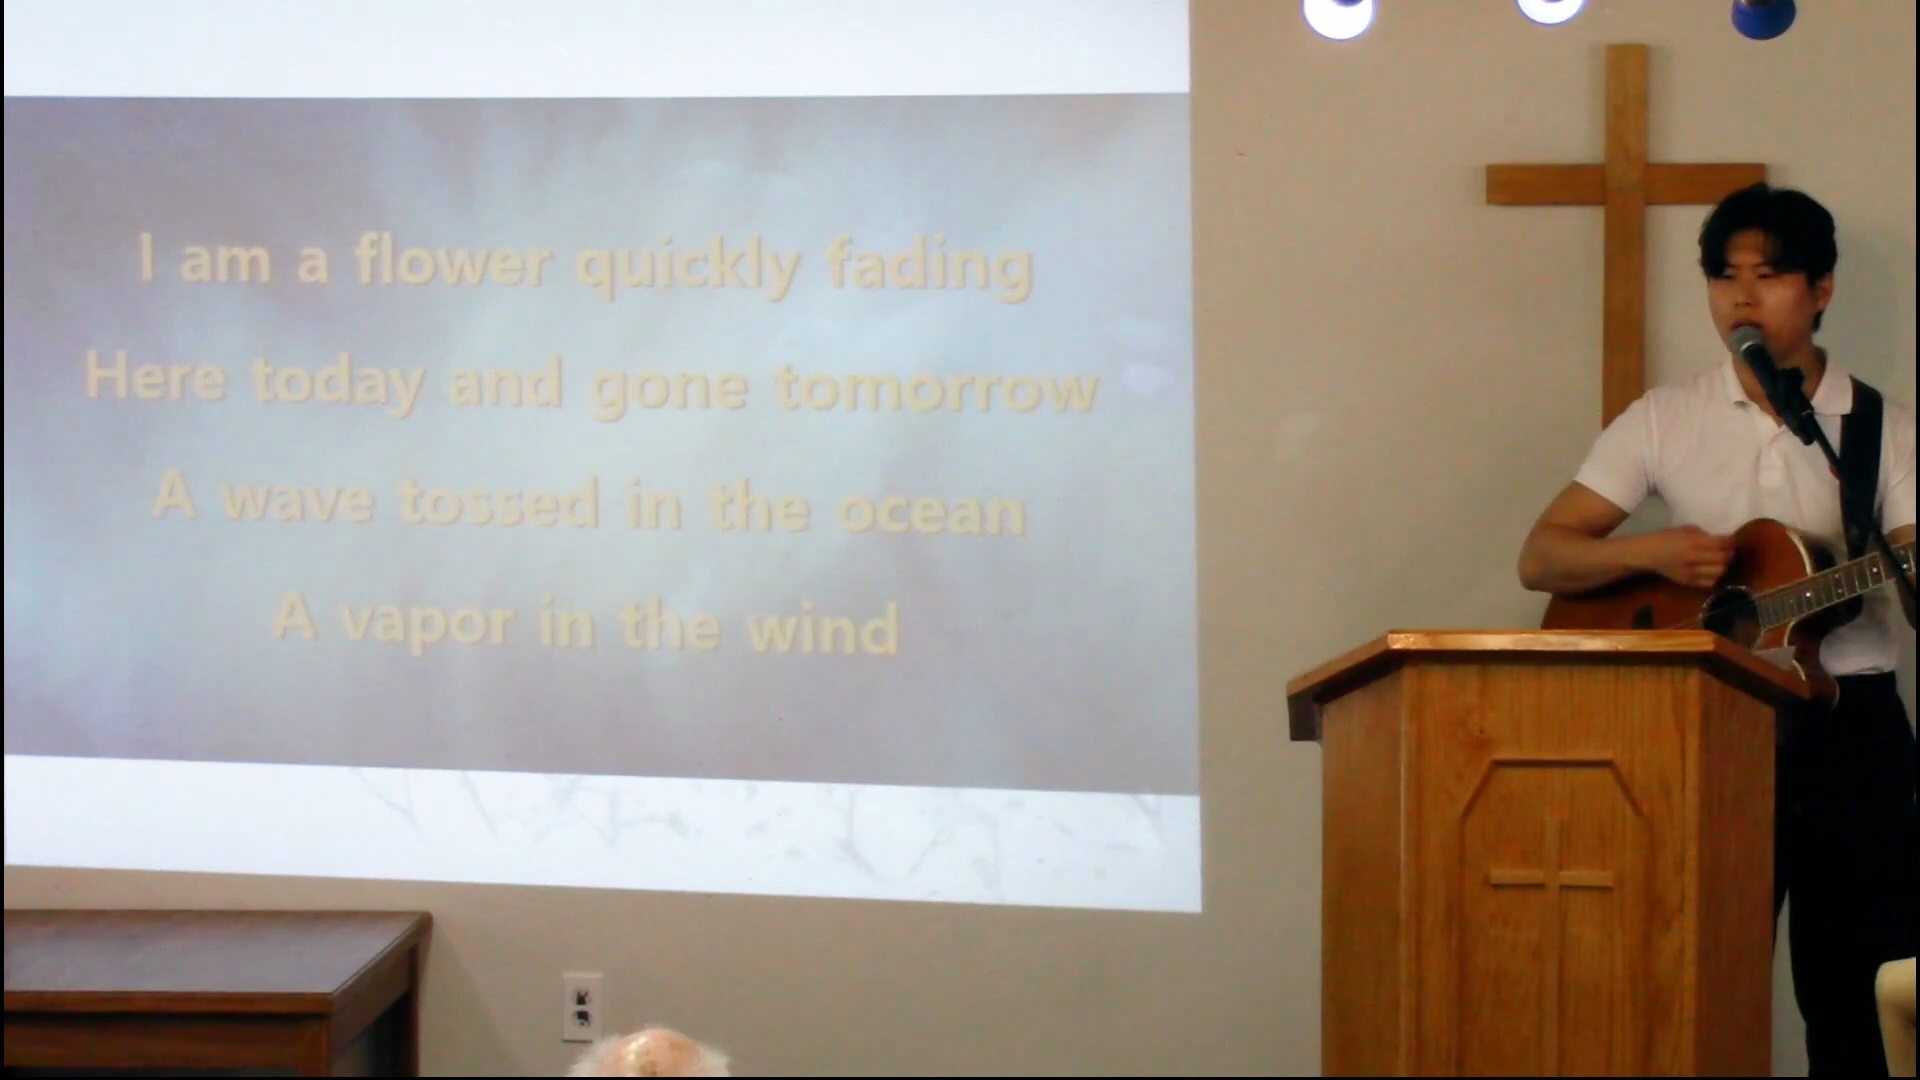 I am a flower quickly fading
Here today and gone tomorrow
A wave tossed in the ocean
A vapor in the wind